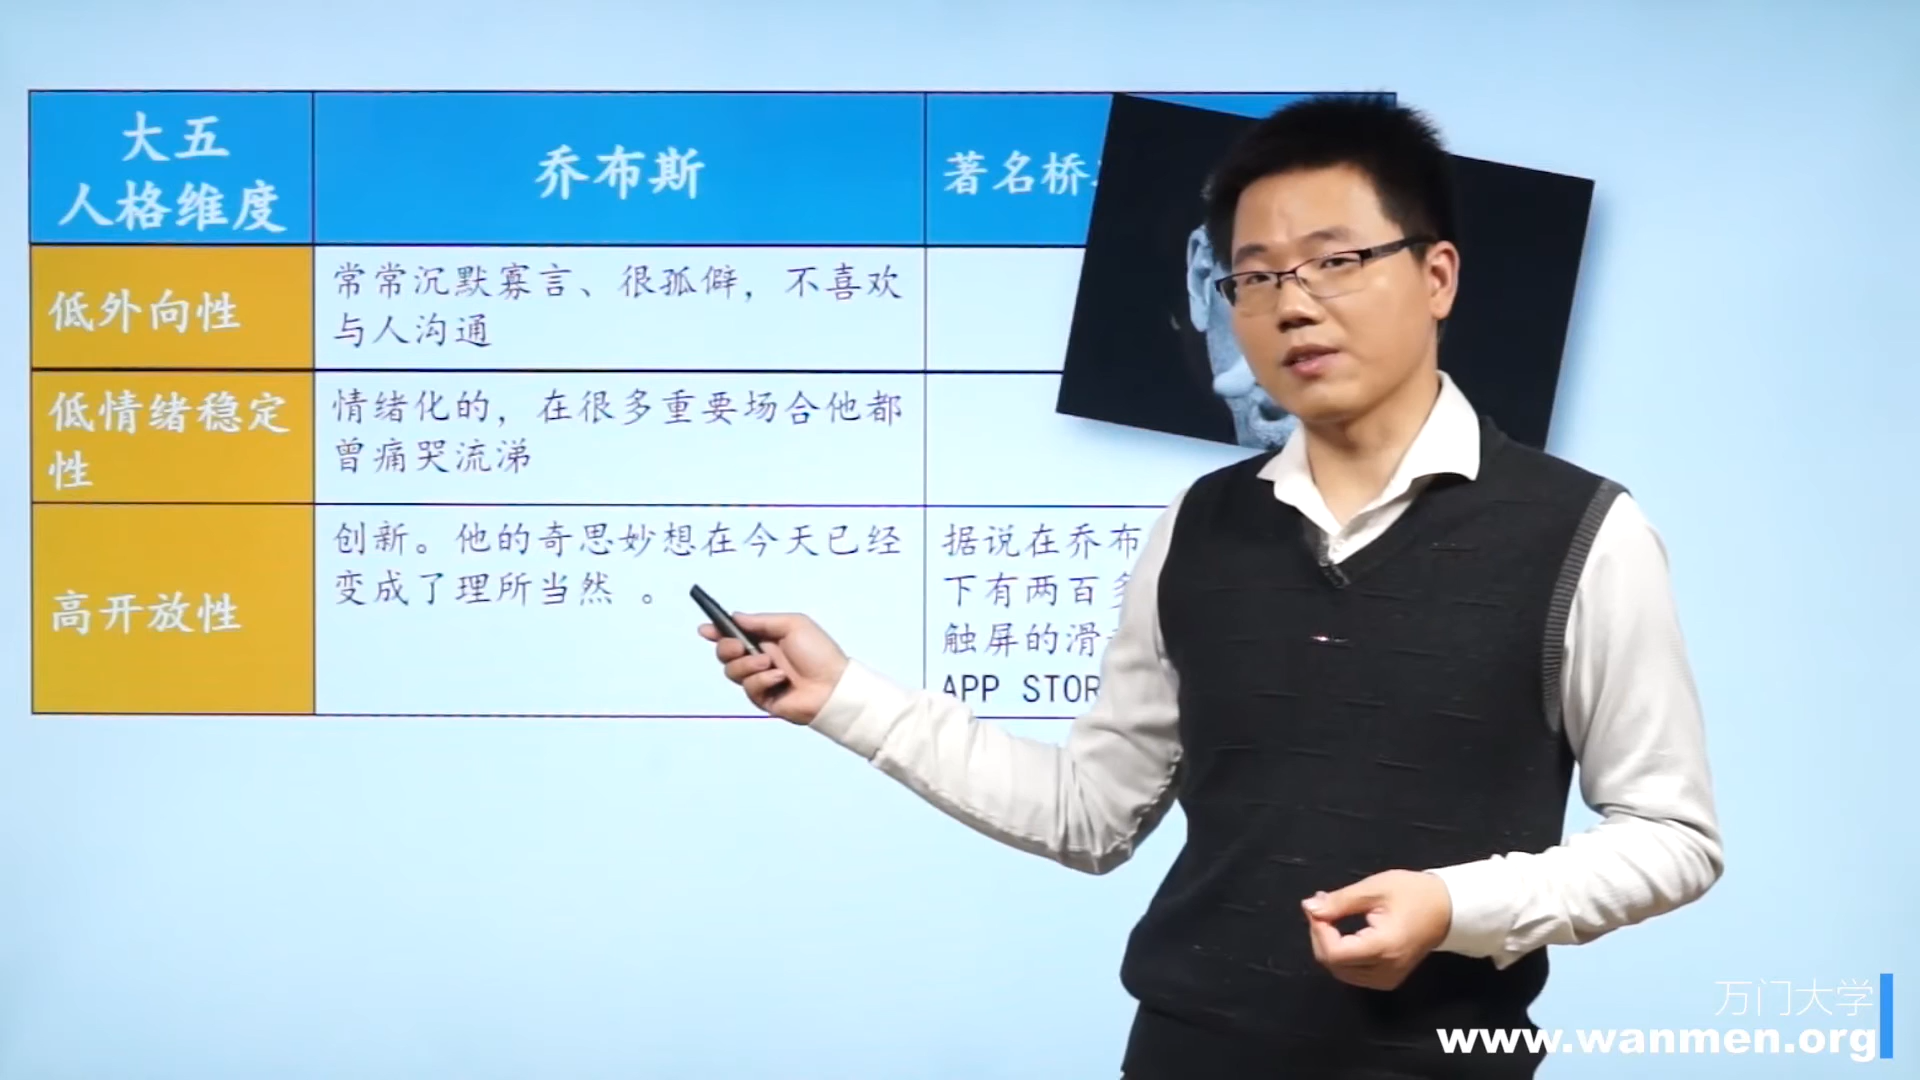 大五
人格维度
乔布斯
著名桥
低外向性
常常沉默寡言、很孤僻，不喜欢
与人沟通
低情绪稳定
性
情绪化的，在很多重要场合他都
曾痛哭流涕
高开放性
创新。他的奇思妙想在今天已经
变成了理所当然 。
据说在乔布
下有两百
触屏的滑
APP STOR
万门大学
www.wanmen.org